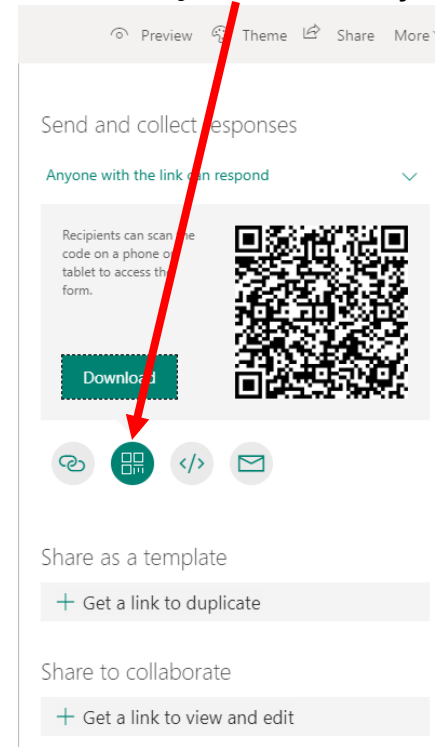 Preview Theme Share More
Send and collect responses
Anyone with the link can respond
Recipients can scan the
code on a phone or
tablet to access the
form.
Download
</>
Share as a template
+ Get a link to duplicate
Share to collaborate
+ Get a link to view and edit